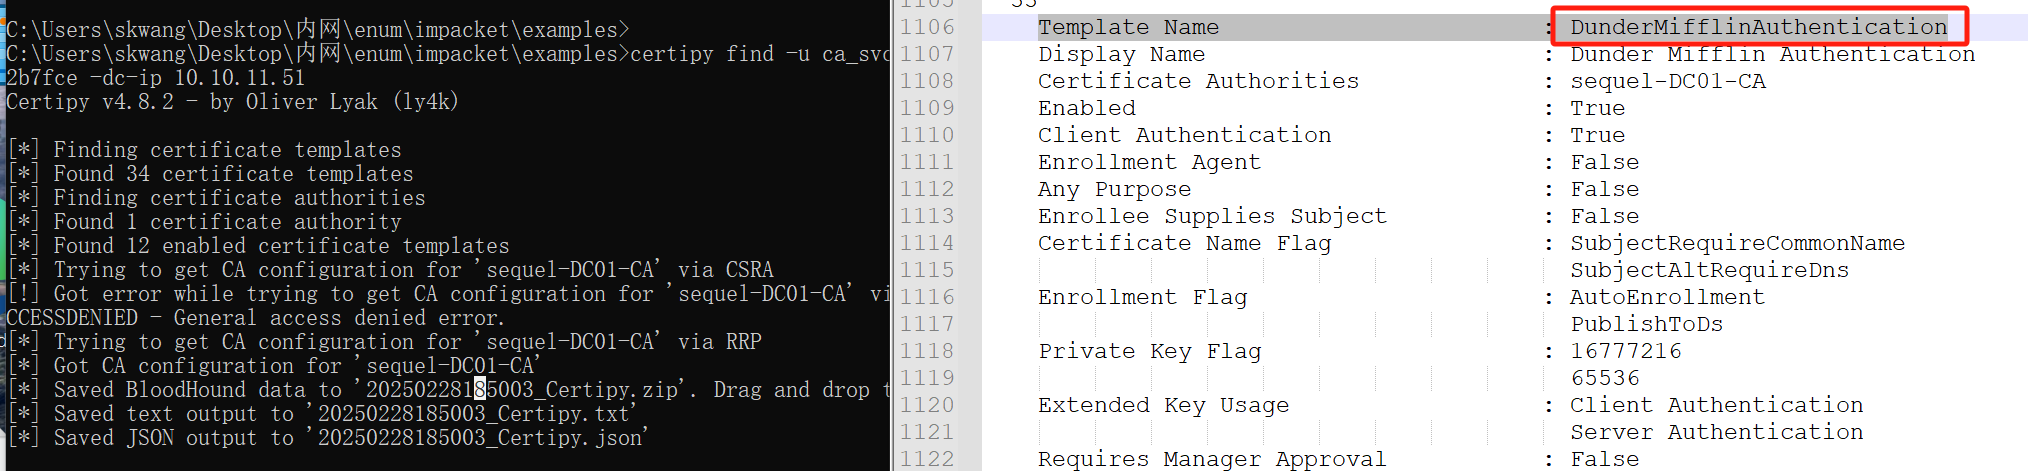 C:\Users\skwang\Desktop\内网\enum\impacket\examples>
C:\Users\skwang\Desktop\内网\enum\impacket\examples>certipy find -u ca_svc
2b7fce -dc-ip 10.10.11.51
Certipy v4.8.2 - by Oliver Lyak (ly4k)
[*] Finding certificate templates
[*] Found 34 certificate templates
[*] Finding certificate authorities
[*] Found 1 certificate authority
[*] Found 12 enabled certificate templates
[*] Trying to get CA configuration for 'sequel-DC01-CA' via CSRA
[!] Got error while trying to get CA configuration for 'sequel-DC01-CA' vi
CCESSDENIED - General access denied error.
[*] Trying to get CA configuration for 'sequel-DC01-CA' via RRP
[*] Got CA configuration for 'sequel-DC01-CA'
[*] Saved BloodHound data to '20250228185003_Certipy.zip'. Drag and drop t
[*] Saved text output to '20250228185003_Certipy.txt'
[*] Saved JSON output to '20250228185003_Certipy.json'
1105 33
1106 Template Name : DunderMifflinAuthentication
1107 Display Name : Dunder Mifflin Authentication
1108 Certificate Authorities : sequel-DC01-CA
1109 Enabled : True
1110 Client Authentication : True
1111 Enrollment Agent : False
1112 Any Purpose : False
1113 Enrollee Supplies Subject : False
1114 Certificate Name Flag : SubjectRequireCommonName
1115 SubjectAltRequireDns
1116 Enrollment Flag : AutoEnrollment
1117 PublishToDs
1118 Private Key Flag : 16777216
1119 65536
1120 Extended Key Usage : Client Authentication
1121 Server Authentication
1122 Requires Manager Approval : False